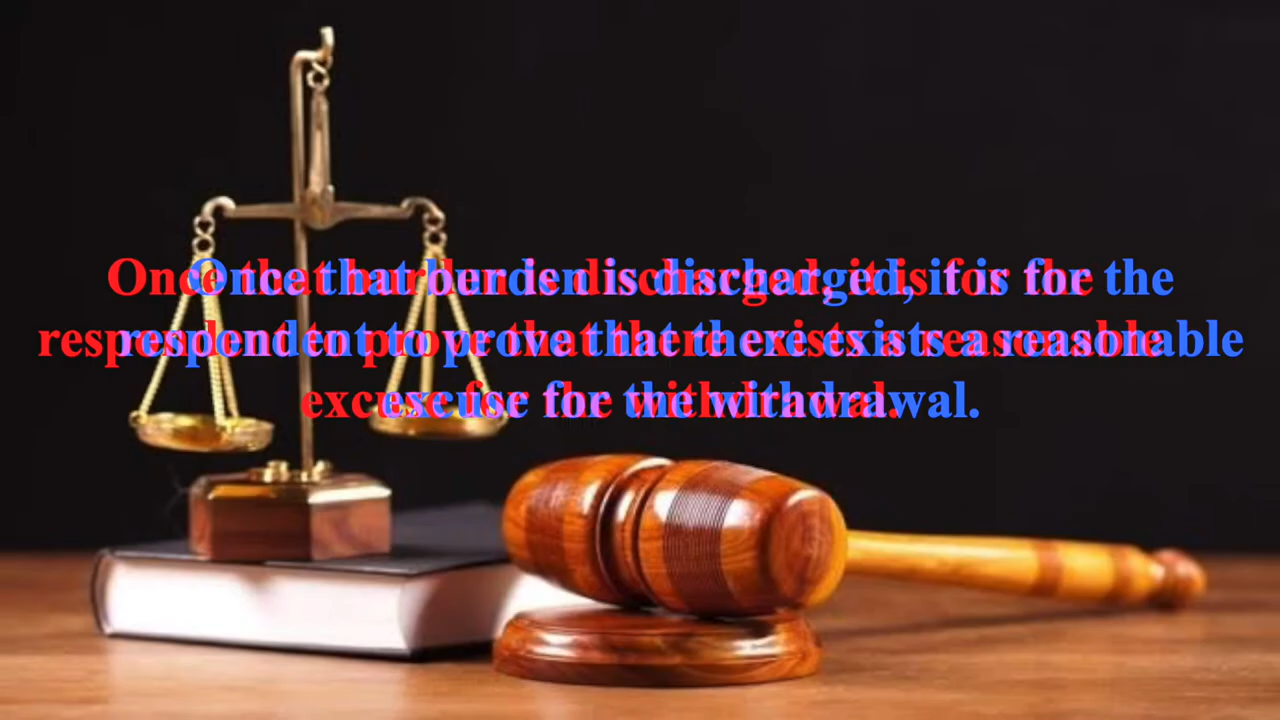 Once that burden is discharged, it is for the
respondent to prove that there exists a reasonable
excuse for the withdrawal.